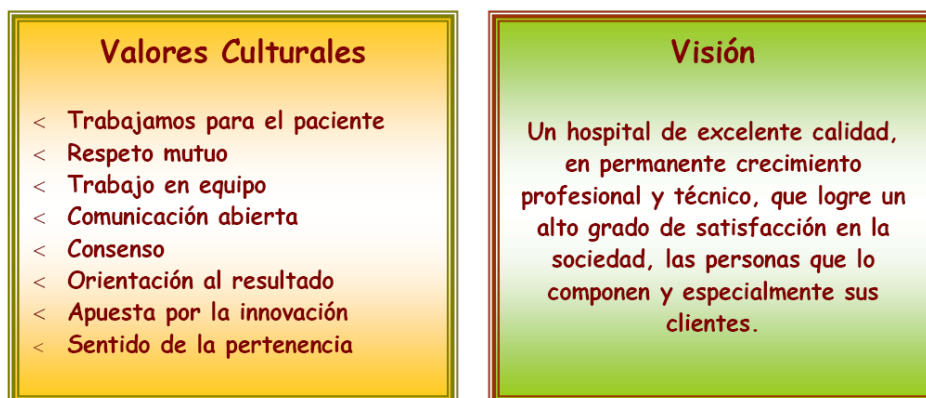 Valores Culturales
< Trabajamos para el paciente
< Respeto mutuo
< Trabajo en equipo
< Comunicación abierta
< Consenso
< Orientación al resultado
< Apuesta por la innovación
< Sentido de la pertenencia
Visión
Un hospital de excelente calidad,
en permanente crecimiento
profesional y técnico, que logre un
alto grado de satisfacción en la
sociedad, las personas que lo
componen y especialmente sus
clientes.